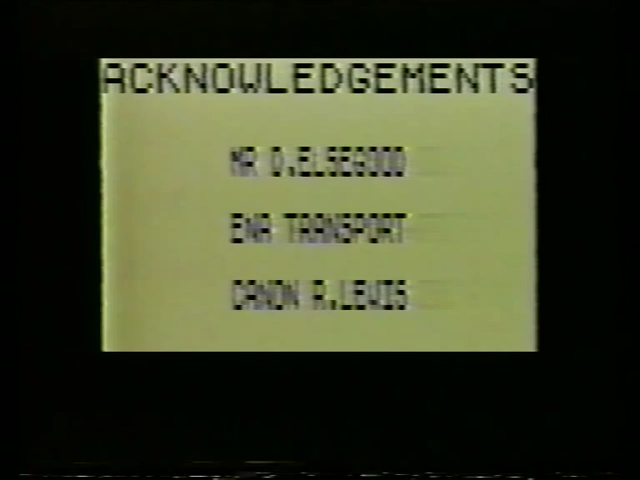 ACKNOWLEDGEMENTS
MR D.ELSEGOOD
ENA TRANSPORT
CANON R.LEWIS